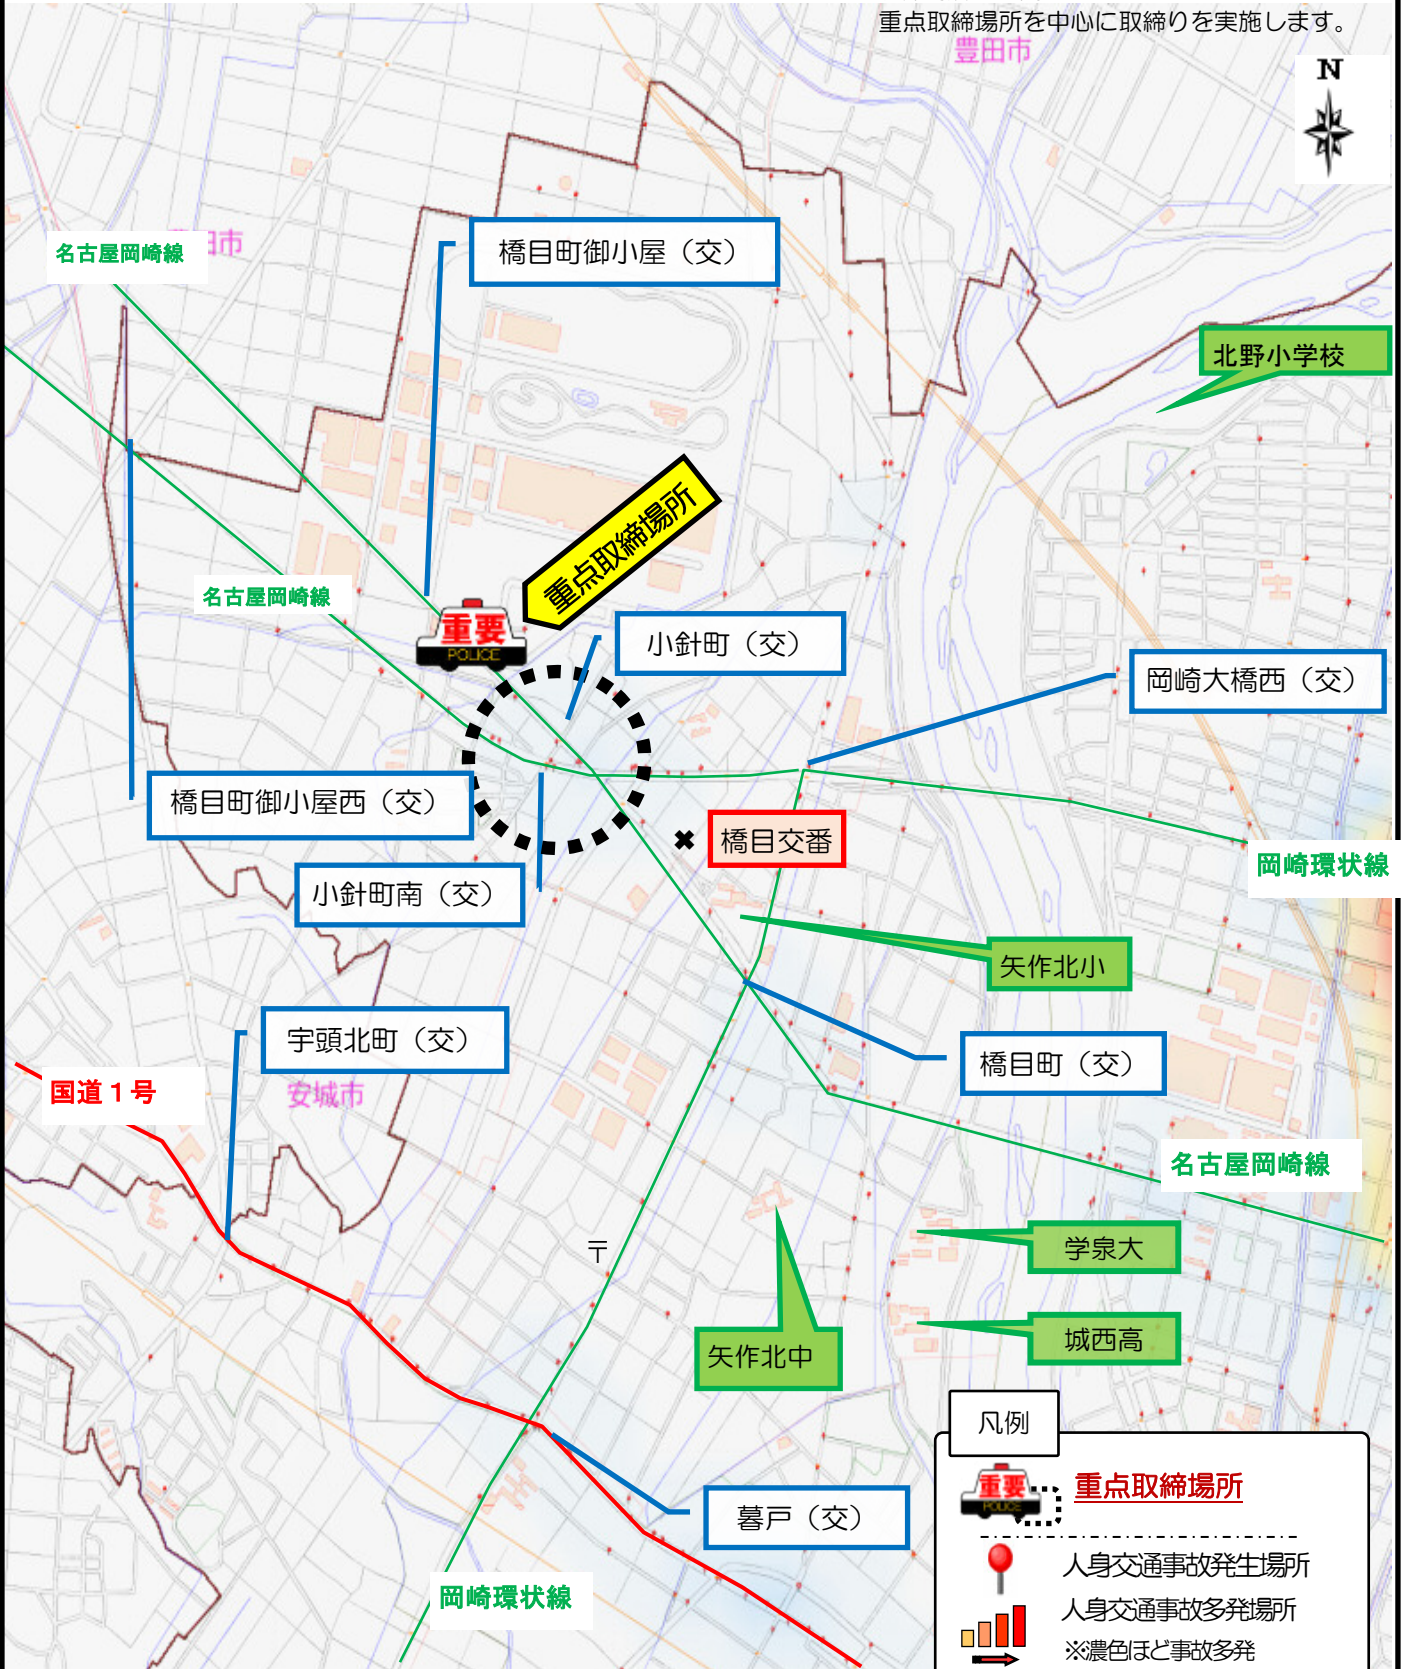 重点取締場所を中心に取締りを実施します。
豊田市
N
名古屋岡崎線
田市
橋目町御小屋（交）
北野小学校
重点取締場所
名古屋岡崎線
重要
POLICE
小針町（交）
岡崎大橋西（交）
橋目町御小屋西（交）
橋目交番
岡崎環状線
小針町南（交）
矢作北小
宇頭北町（交）
橋目町（交）
国道１号
安城市
名古屋岡崎線
〒
学泉大
城西高
矢作北中
凡例
重要
POLICE
重点取締場所
暮戸（交）
人身交通事故発生場所
岡崎環状線
人身交通事故多発場所
※濃色ほど事故多発